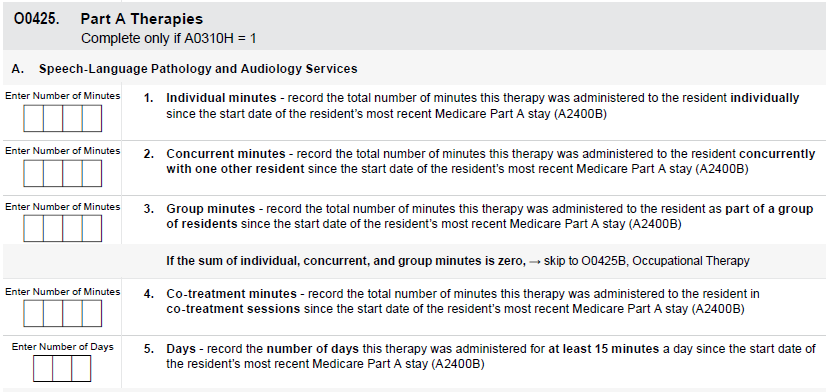 O0425. Part A Therapies
Complete only if A0310H = 1
A. Speech-Language Pathology and Audiology Services
Enter Number of Minutes
1. Individual minutes - record the total number of minutes this therapy was administered to the resident individually
since the start date of the resident's most recent Medicare Part A stay (A2400B)
Enter Number of Minutes
2. Concurrent minutes - record the total number of minutes this therapy was administered to the resident concurrently
with one other resident since the start date of the resident's most recent Medicare Part A stay (A2400B)
Enter Number of Minutes
3. Group minutes - record the total number of minutes this therapy was administered to the resident as part of a group
of residents since the start date of the resident's most recent Medicare Part A stay (A2400B)
If the sum of individual, concurrent, and group minutes is zero, → skip to O0425B, Occupational Therapy
Enter Number of Minutes
4. Co-treatment minutes - record the total number of minutes this therapy was administered to the resident in
co-treatment sessions since the start date of the resident's most recent Medicare Part A stay (A2400B)
Enter Number of Days
5. Days - record the number of days this therapy was administered for at least 15 minutes a day since the start date of
the resident's most recent Medicare Part A stay (A2400B)